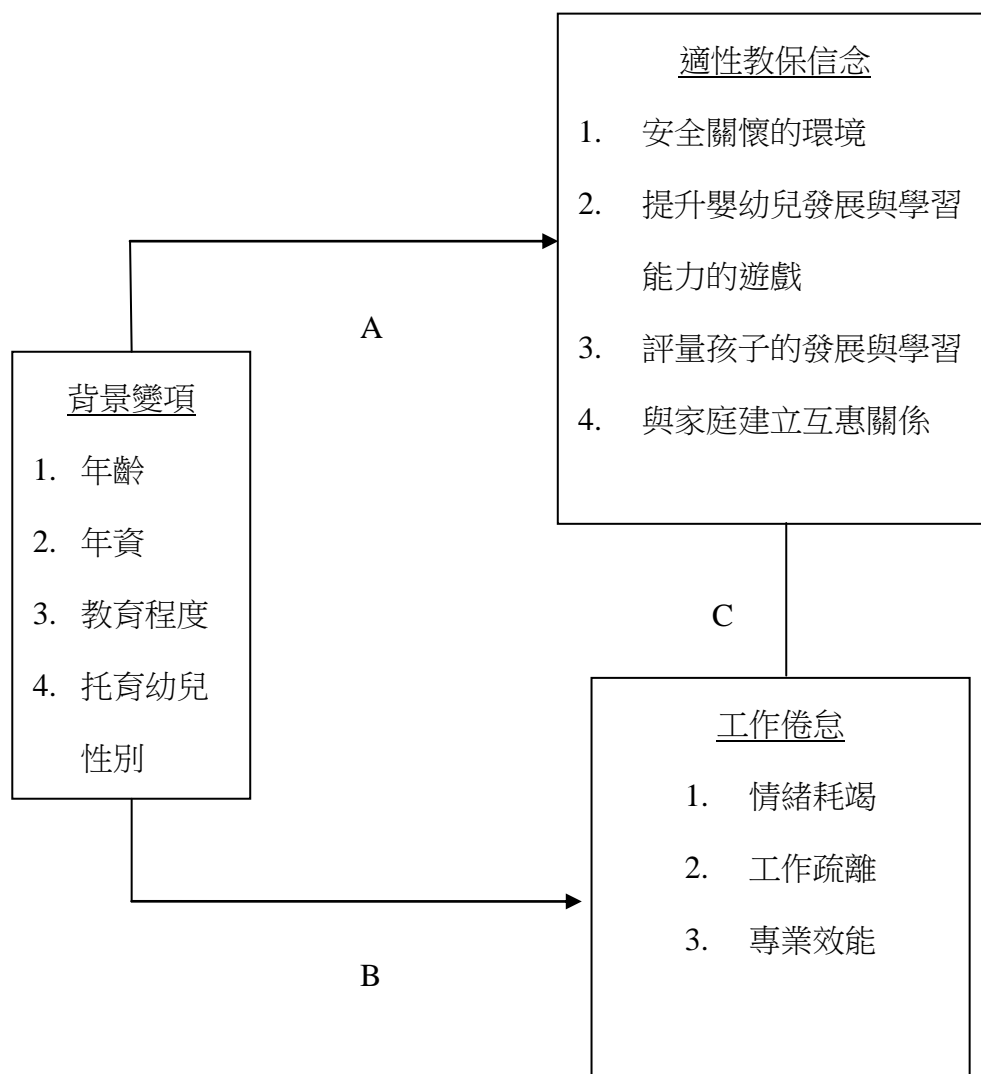 適性教保信念
1. 安全關懷的環境
2. 提升嬰幼兒發展與學習
能力的遊戲
3. 評量孩子的發展與學習
4. 與家庭建立互惠關係
A
背景變項
1. 年齡
2. 年資
3. 教育程度
4. 托育幼兒
性別
C
工作倦怠
1. 情緒耗竭
2. 工作疏離
3. 專業效能
B